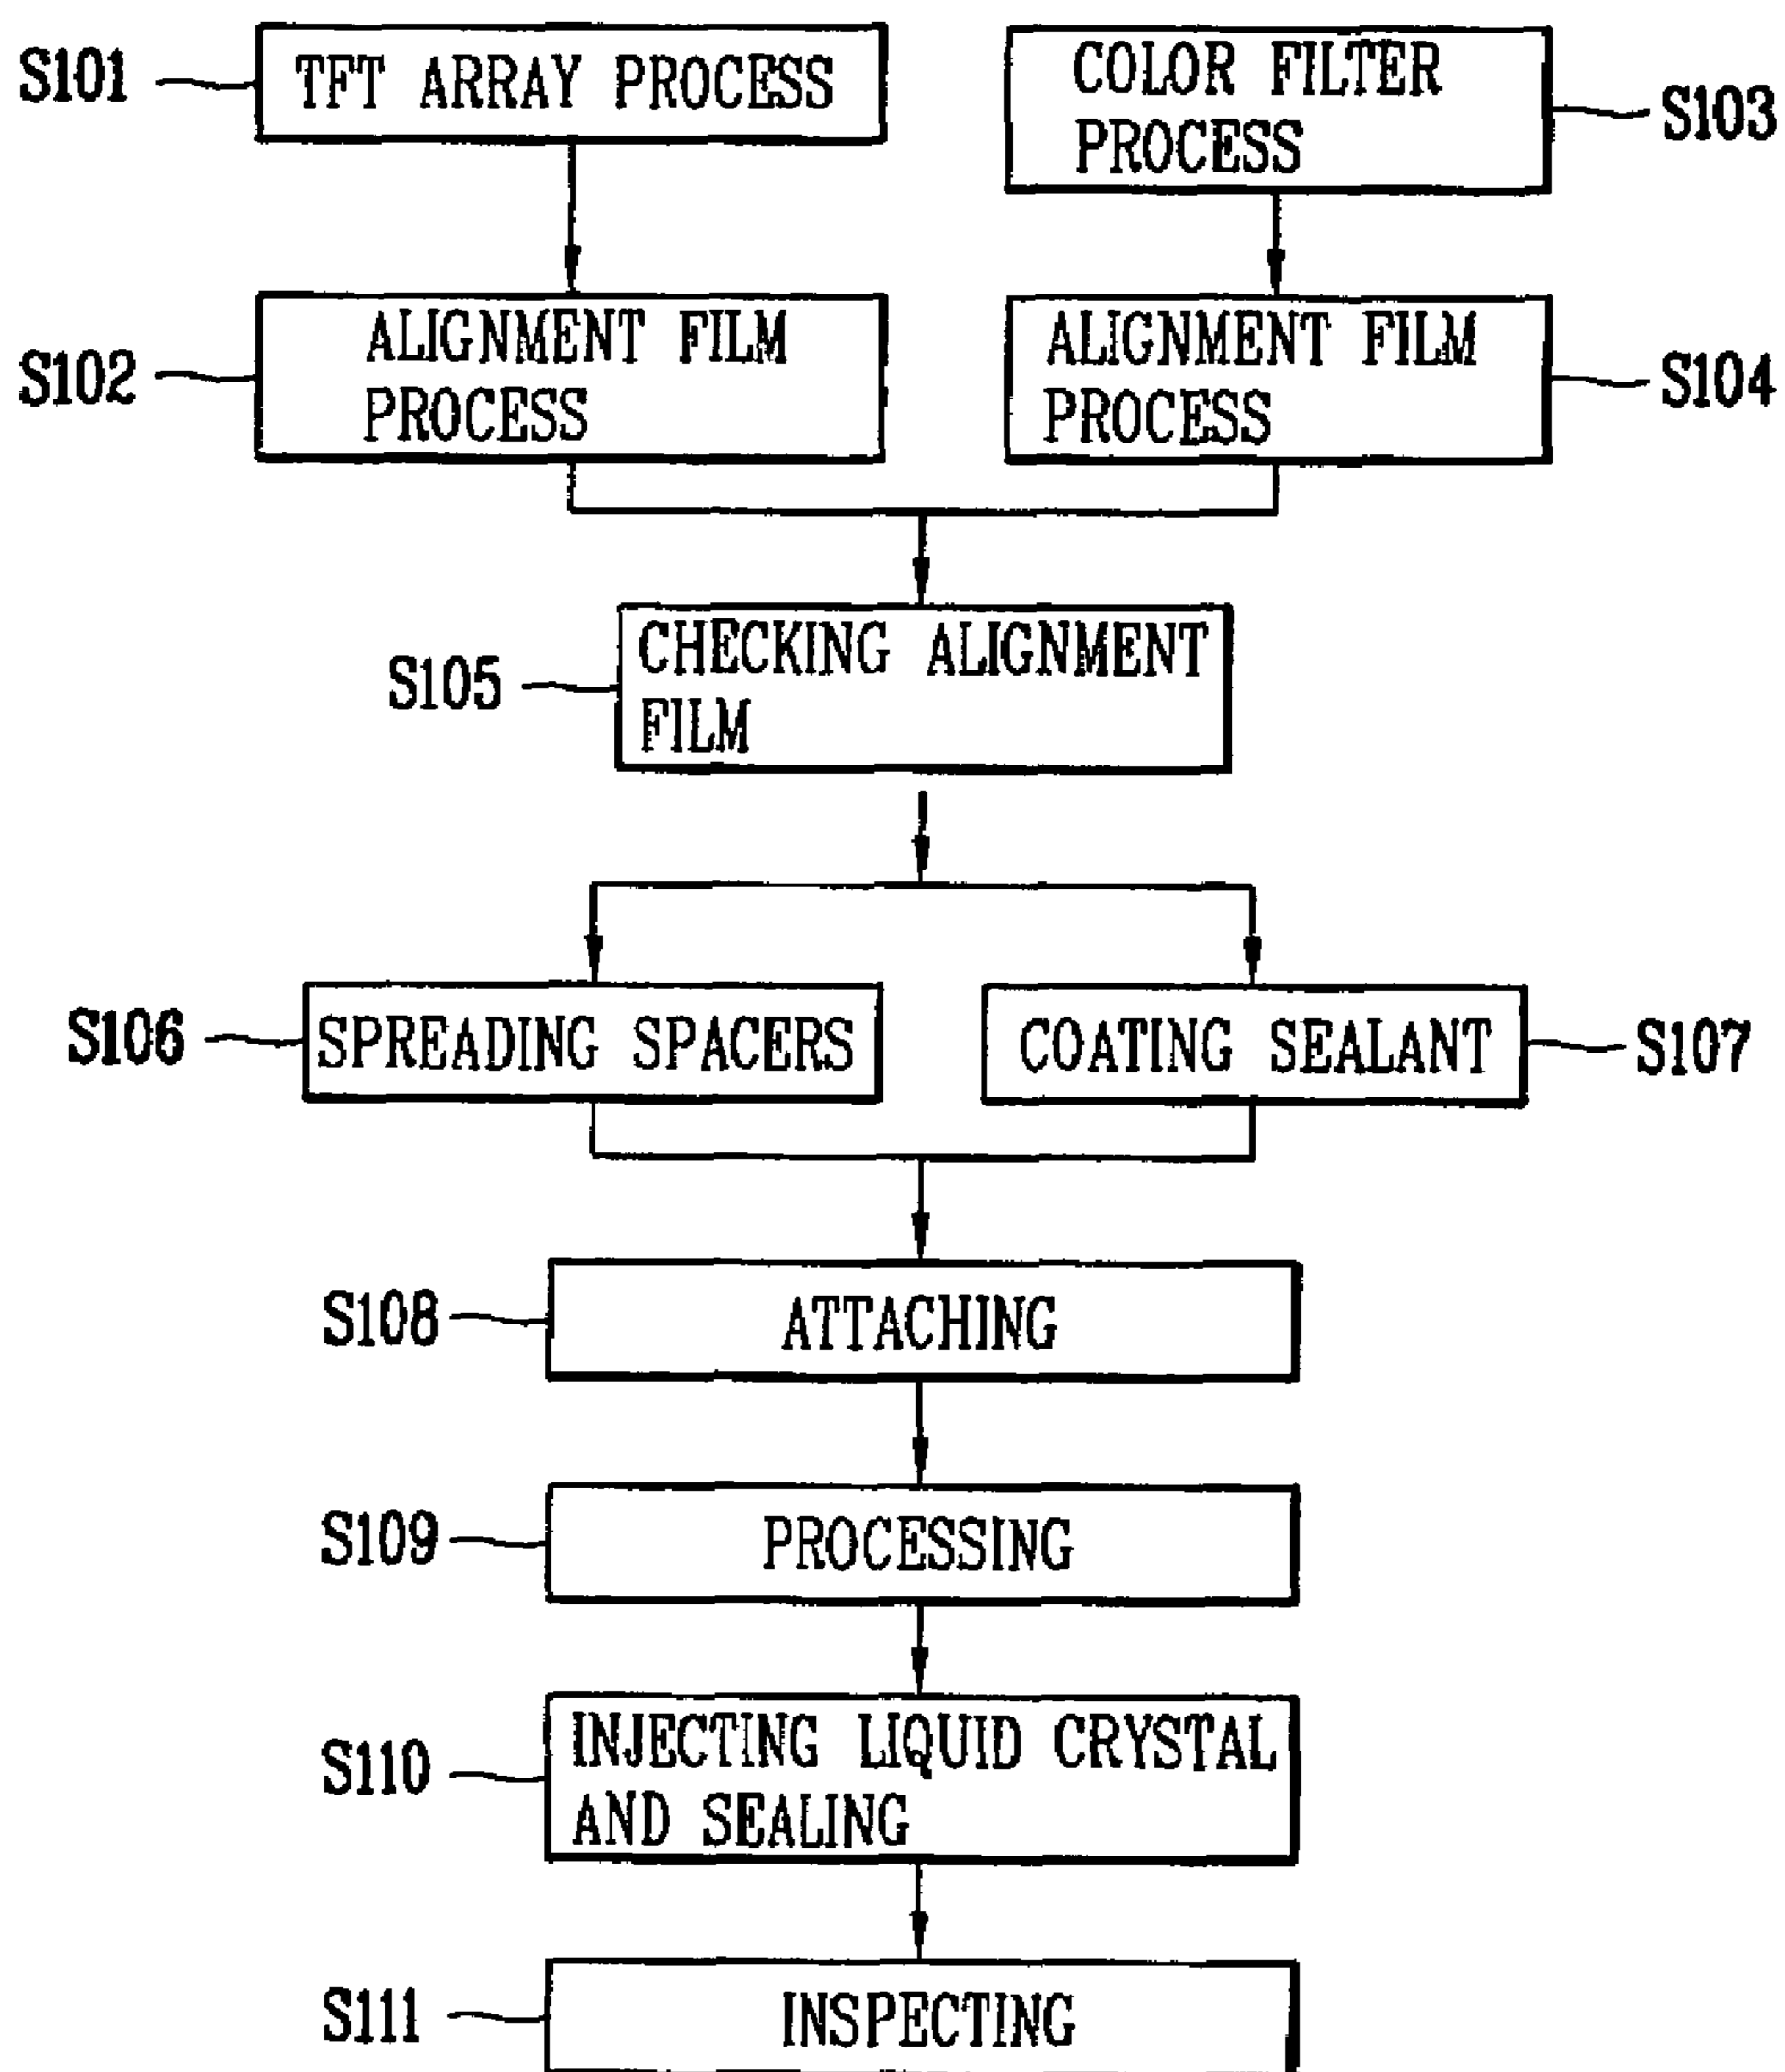 S101
TFT ARRAY PROCESS
COLOR FILTER
PROCESS
S103
S102
ALIGNMENT FILM
PROCESS
ALIGNMENT FILM
PROCESS
S104
S105
CHECKING ALIGNMENT
FILM
S106
SPREADING SPACERS
COATING SEALANT
S107
S108
ATTACHING
S109
PROCESSING
S110
INJECTING LIQUID CRYSTAL
AND SEALING
S111
INSPECTING